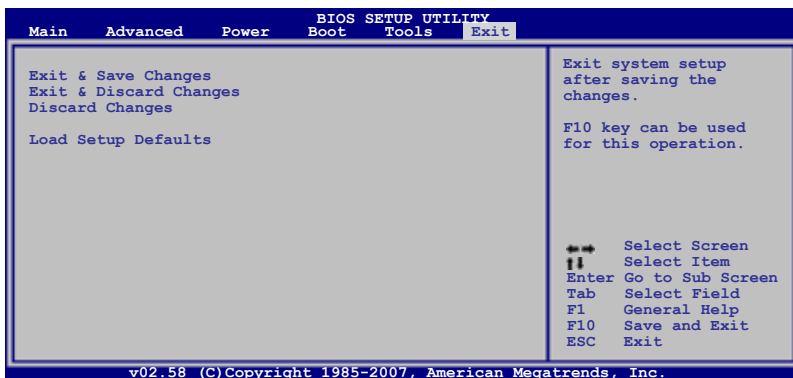 BIOS SETUP UTILITY
Main Advanced Power Boot Tools Exit
Exit & Save Changes
Exit & Discard Changes
Discard Changes
Load Setup Defaults
Exit system setup
after saving the
changes.
F10 key can be used
for this operation.
←→ Select Screen
↑↓ Select Item
Enter Go to Sub Screen
Tab Select Field
F1 General Help
F10 Save and Exit
ESC Exit
v02.58 (C)Copyright 1985-2007, American Megatrends, Inc.